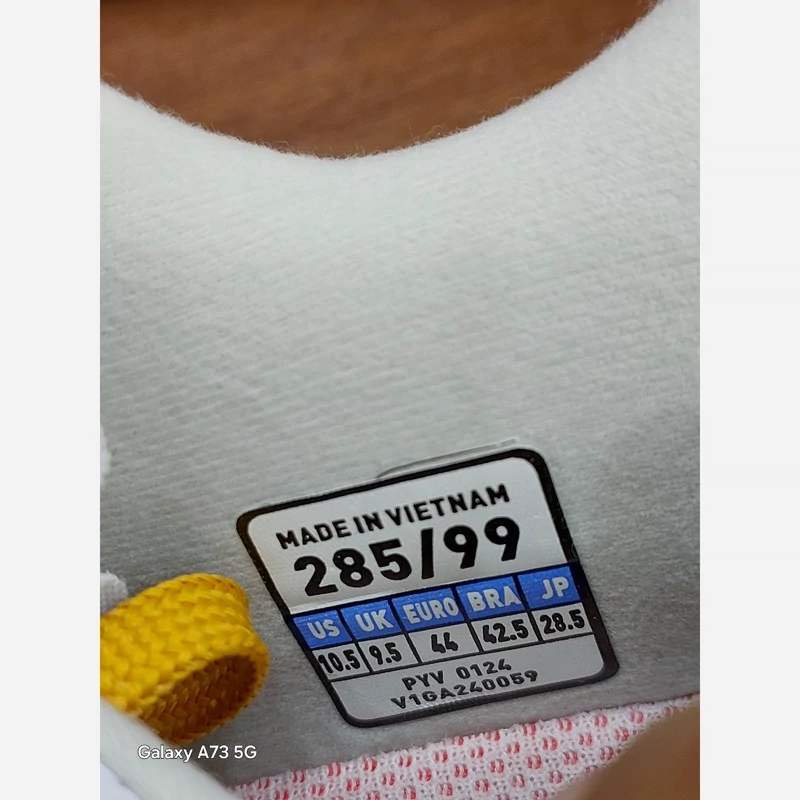 MADE IN VIETNAM
285/99
US UK EURO BRA JP
10.5 9.5 44 42.5 28.5
PYV 0124
V1GA240059
Galaxy A73 5G